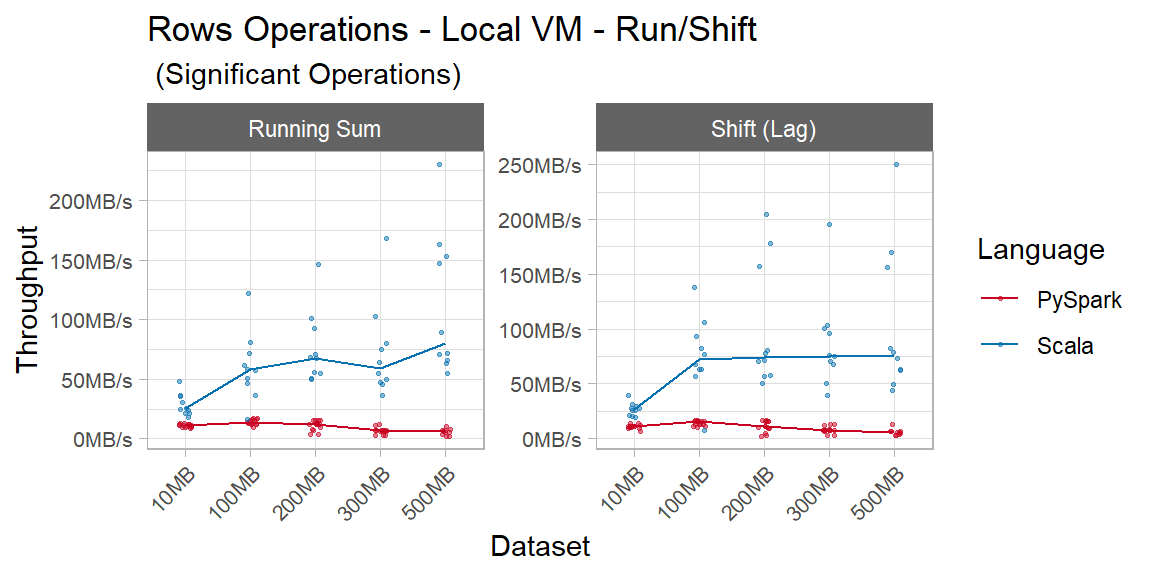 Rows Operations - Local VM - Run/Shift
(Significant Operations)
Running Sum
Shift (Lag)
Throughput
200MB/s
150MB/s
100MB/s
50MB/s
0MB/s
250MB/s
200MB/s
150MB/s
100MB/s
50MB/s
0MB/s
10MB
100MB
200MB
300MB
500MB
10MB
100MB
200MB
300MB
500MB
Dataset
Language
PySpark
Scala